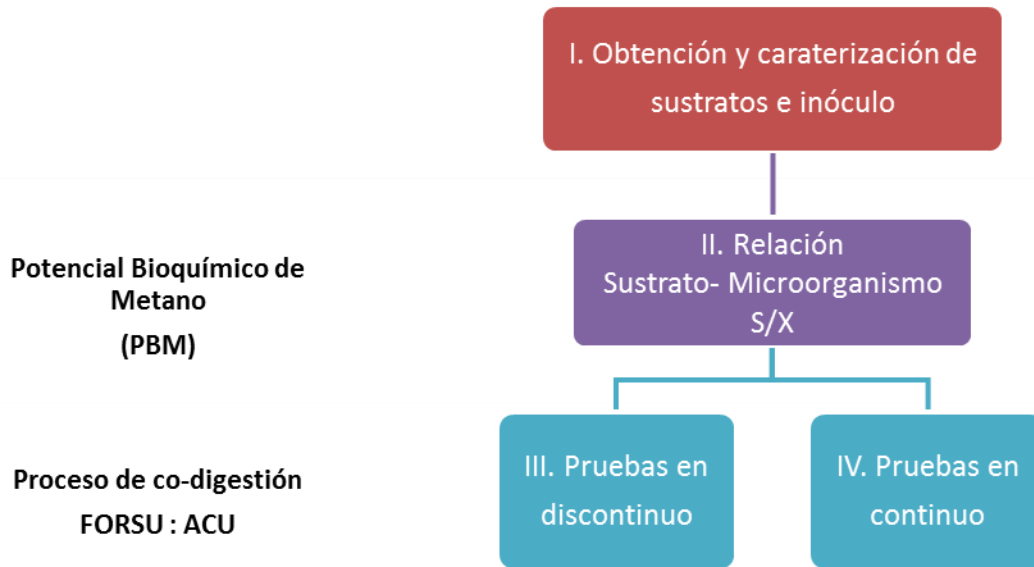 I. Obtención y caraterización de
sustratos e inóculo
Potencial Bioquímico de
Metano
(PBM)
II. Relación
Sustrato- Microorganismo
S/X
Proceso de co-digestión
FORSU : ACU
III. Pruebas en
discontinuo
IV. Pruebas en
continuo